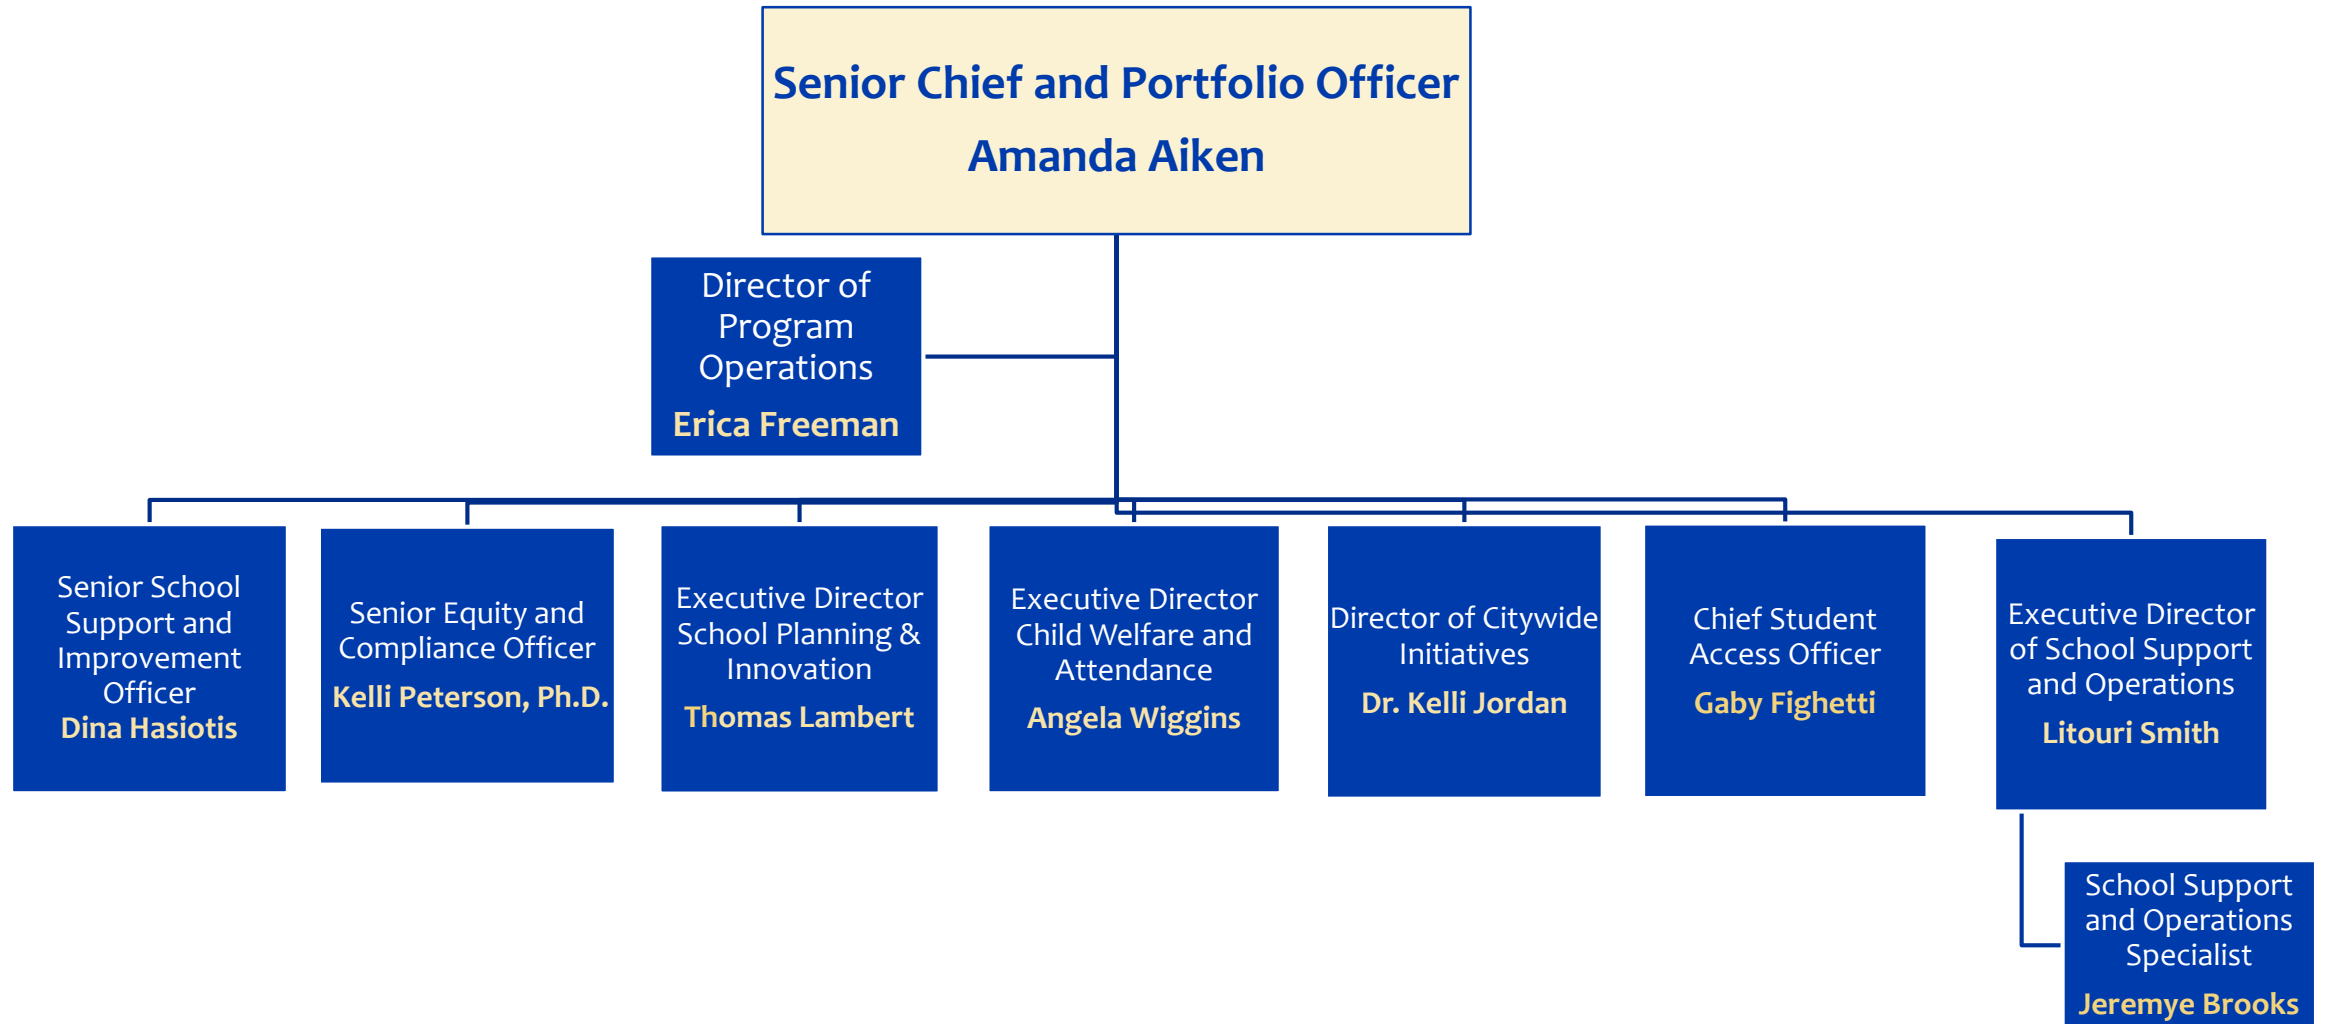 Senior Chief and Portfolio Officer
Amanda Aiken
Director of
Program
Operations
Erica Freeman
Senior School
Support and
Improvement
Officer
Dina Hasiotis
Senior Equity and
Compliance Officer
Kelli Peterson, Ph.D.
Executive Director
School Planning &
Innovation
Thomas Lambert
Executive Director
Child Welfare and
Attendance
Angela Wiggins
Director of Citywide
Initiatives
Dr. Kelli Jordan
Chief Student
Access Officer
Gaby Fighetti
Executive Director
of School Support
and Operations
Litouri Smith
School Support
and Operations
Specialist
Jeremye Brooks